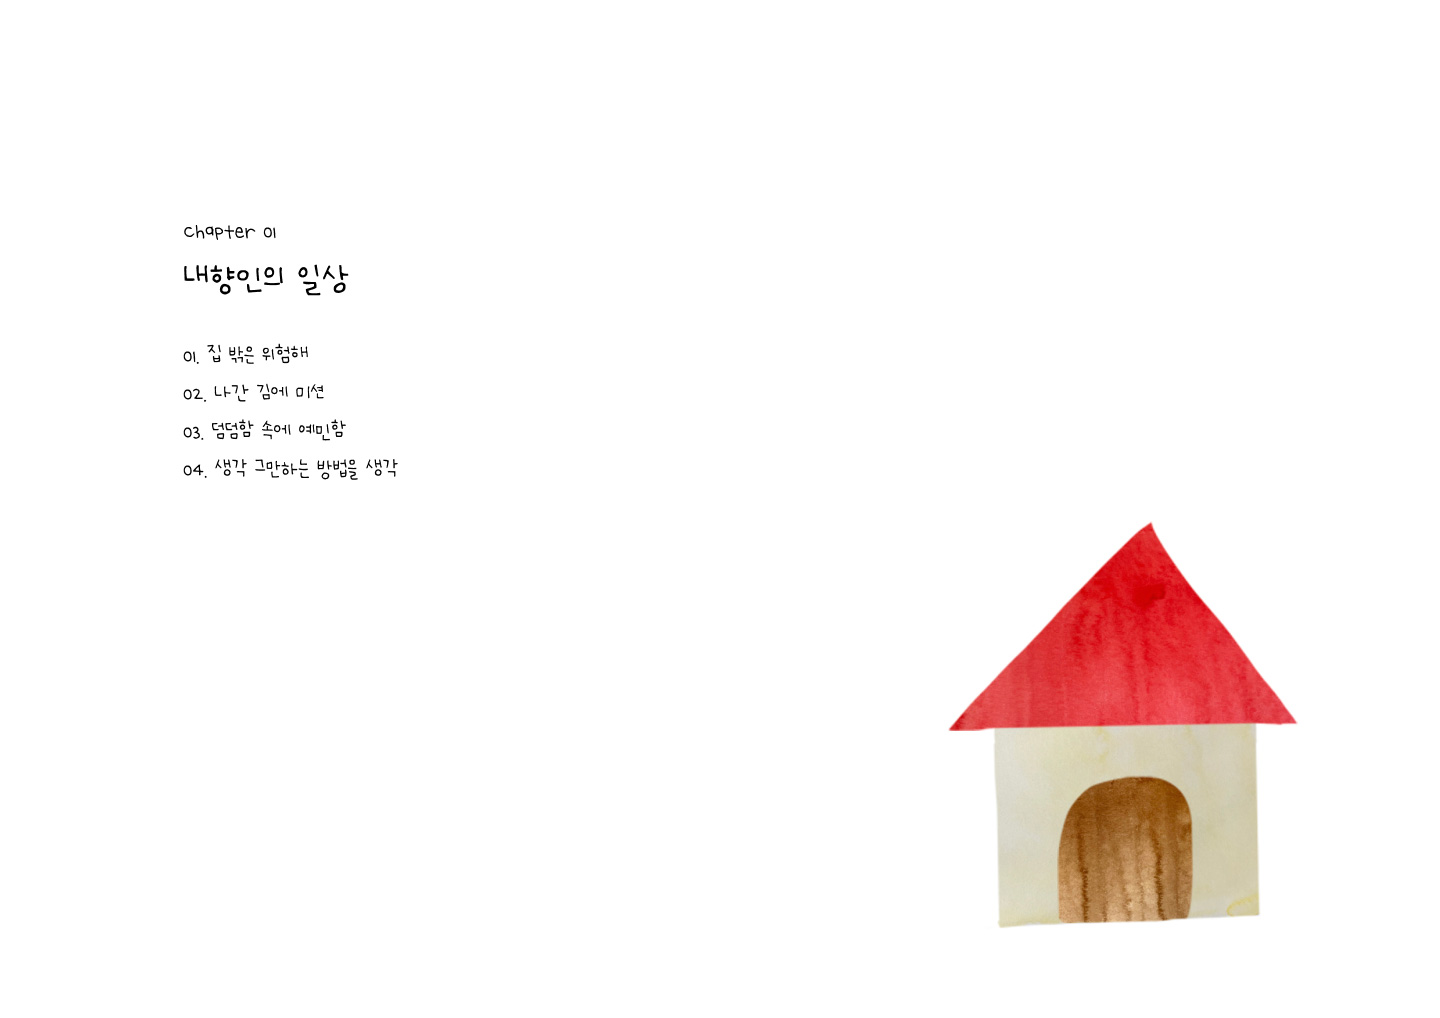 chapter 01
내향인의 일상
01. 집 밖은 위험해
02. 나간 김에 미션
03. 덤덤함 속에 예민함
04. 생각 그만하는 방법을 생각